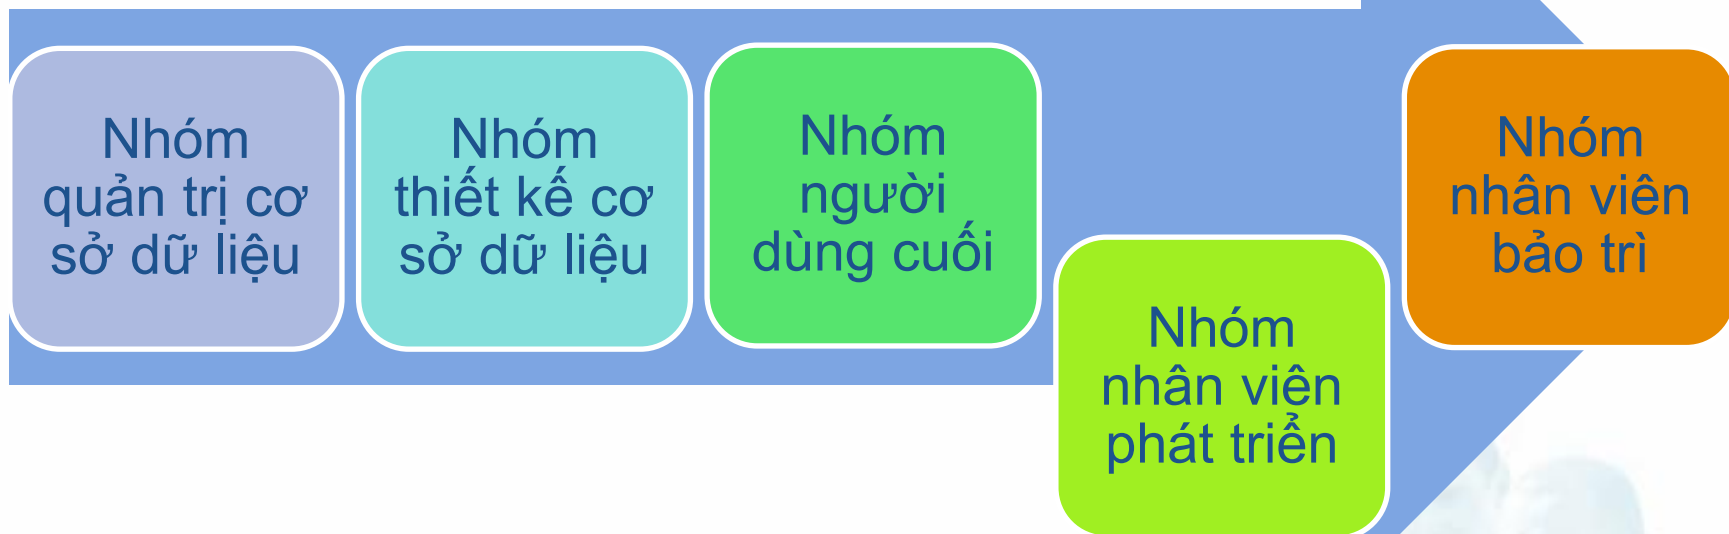 Nhóm
quản trị cơ
sở dữ liệu
Nhóm
thiết kế cơ
sở dữ liệu
Nhóm
người
dùng cuối
Nhóm
nhân viên
phát triển
Nhóm
nhân viên
bảo trì